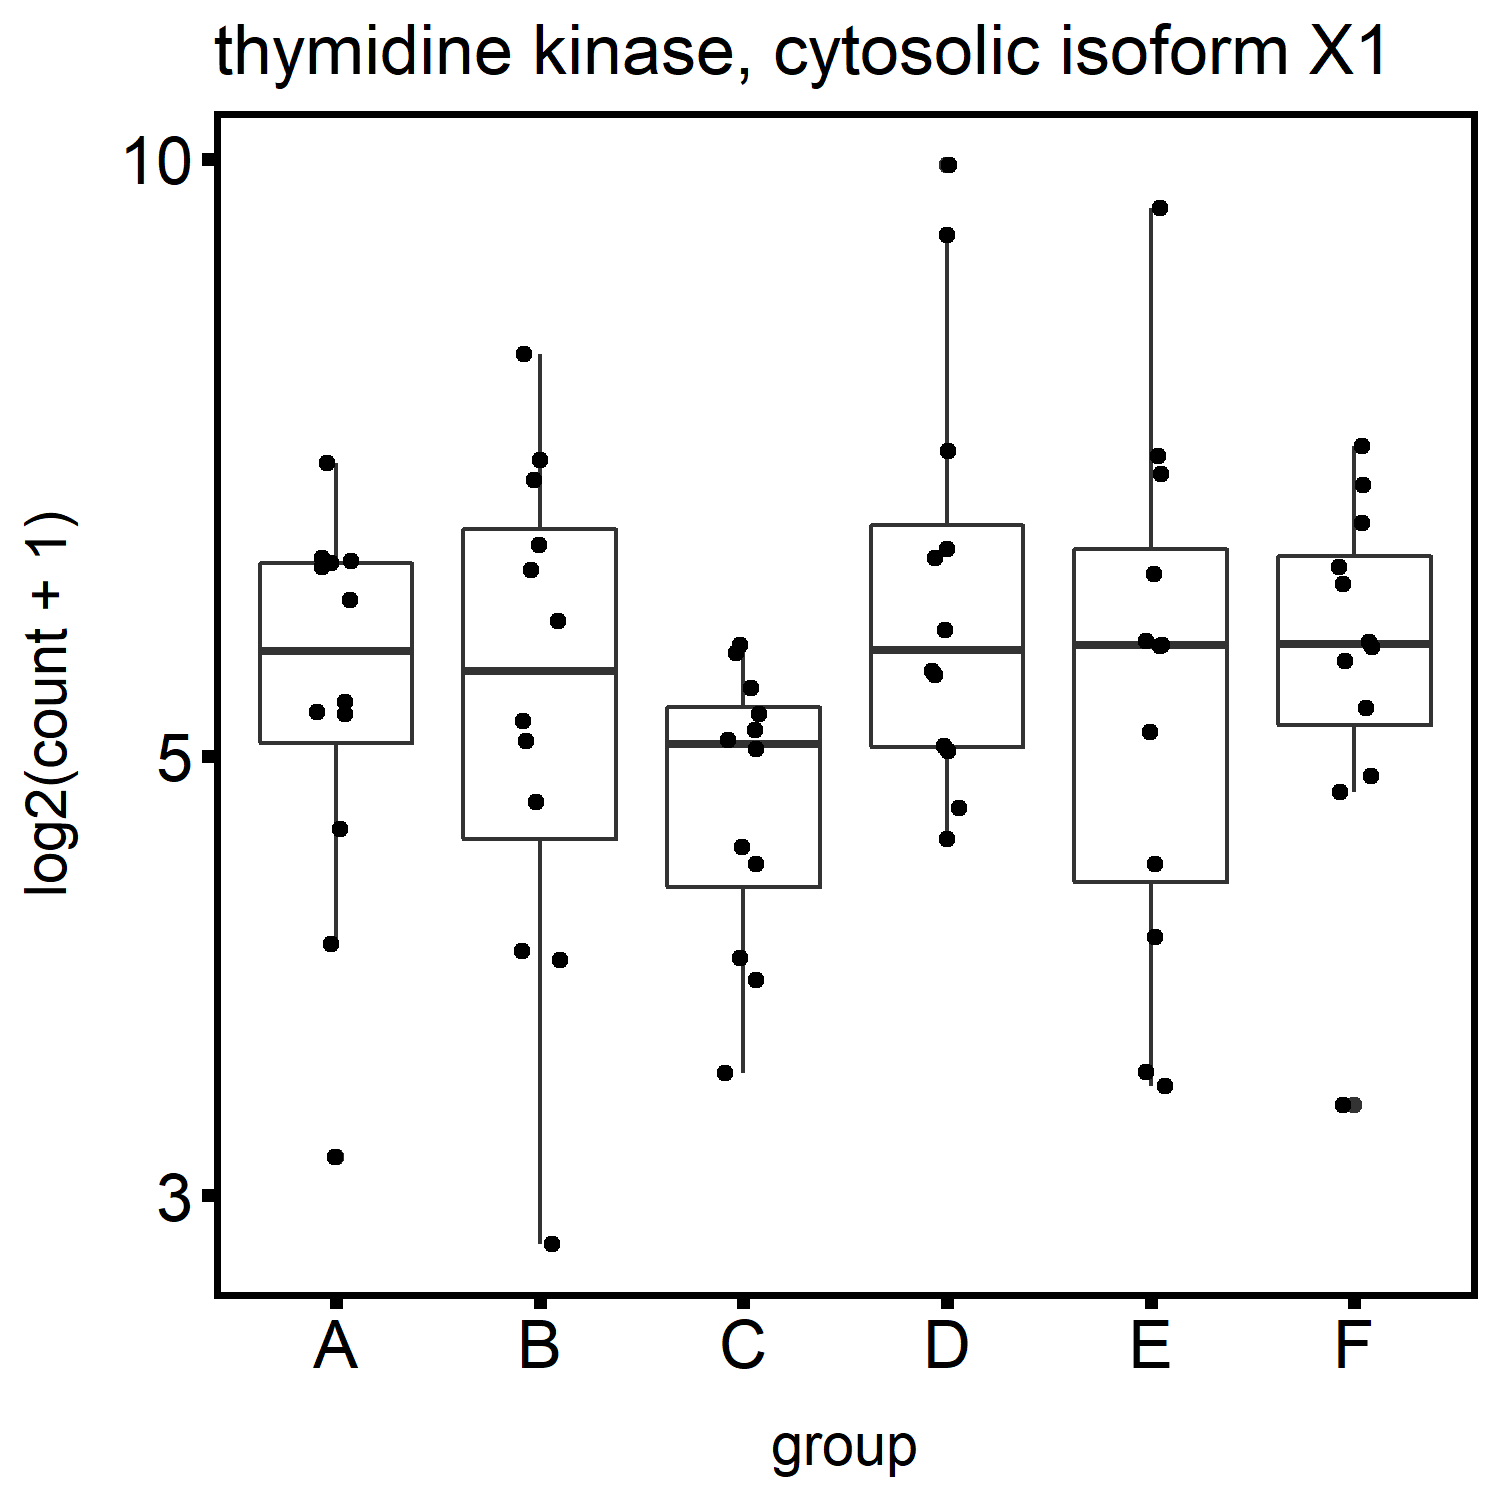 thymidine kinase, cytosolic isoform X1
10
5
3
log2(count + 1)
A B C D E F
group